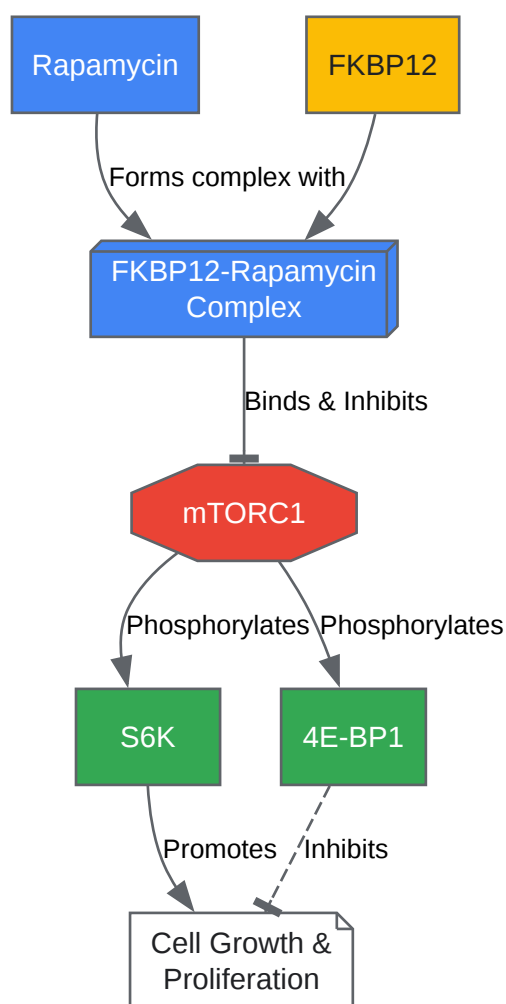 Rapamycin
FKBP12
Forms complex with
FKBP12-Rapamycin
Complex
Binds & Inhibits
mTORC1
Phosphorylates
Phosphorylates
S6K
4E-BP1
Promotes
Inhibits
Cell Growth &
Proliferation